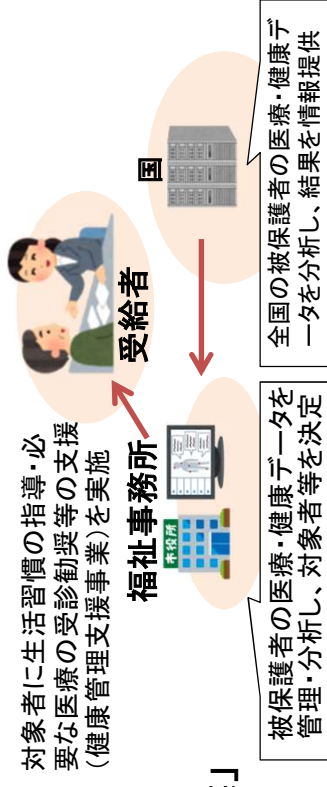 対象者に生活習慣の指導・必
要な医療の受診勧奨等の支援
(健康管理支援事業)を実施
受給者
福祉事務所
市役所
国
被保護者の医療・健康データを
管理・分析し、対象者等を決定
全国の被保護者の医療・健康デ
ータを分析し、結果を情報提供
」